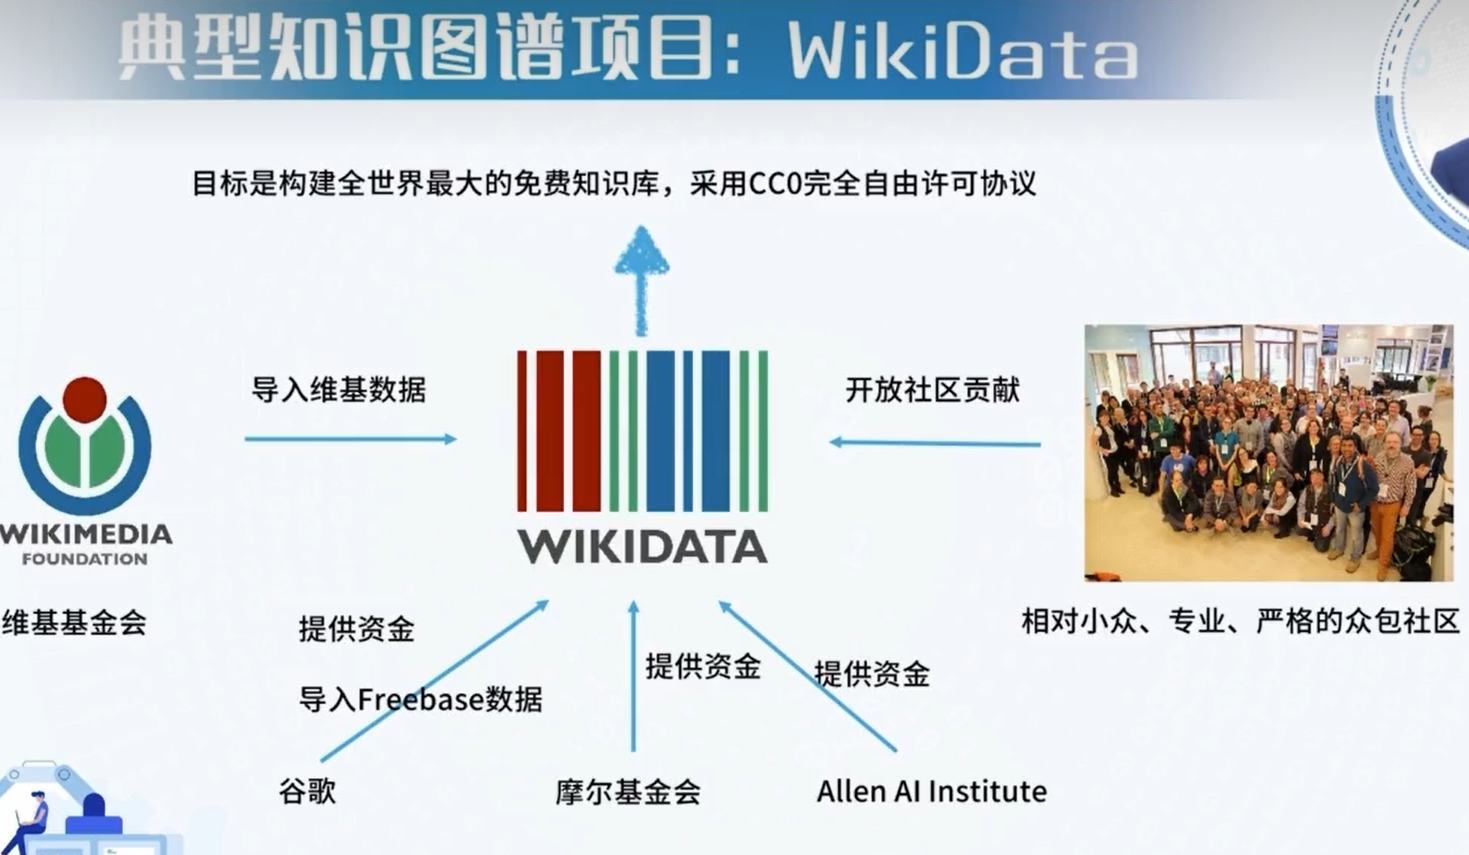 典型知识图谱项目：WikiData
目标是构建全世界最大的免费知识库，采用CC0完全自由许可协议
导入维基数据
开放社区贡献
WIKIMEDIA
FOUNDATION
WIKIDATA
维基基金会
相对小众、专业、严格的众包社区
提供资金
导入Freebase数据
提供资金
提供资金
谷歌
摩尔基金会
Allen AI Institute